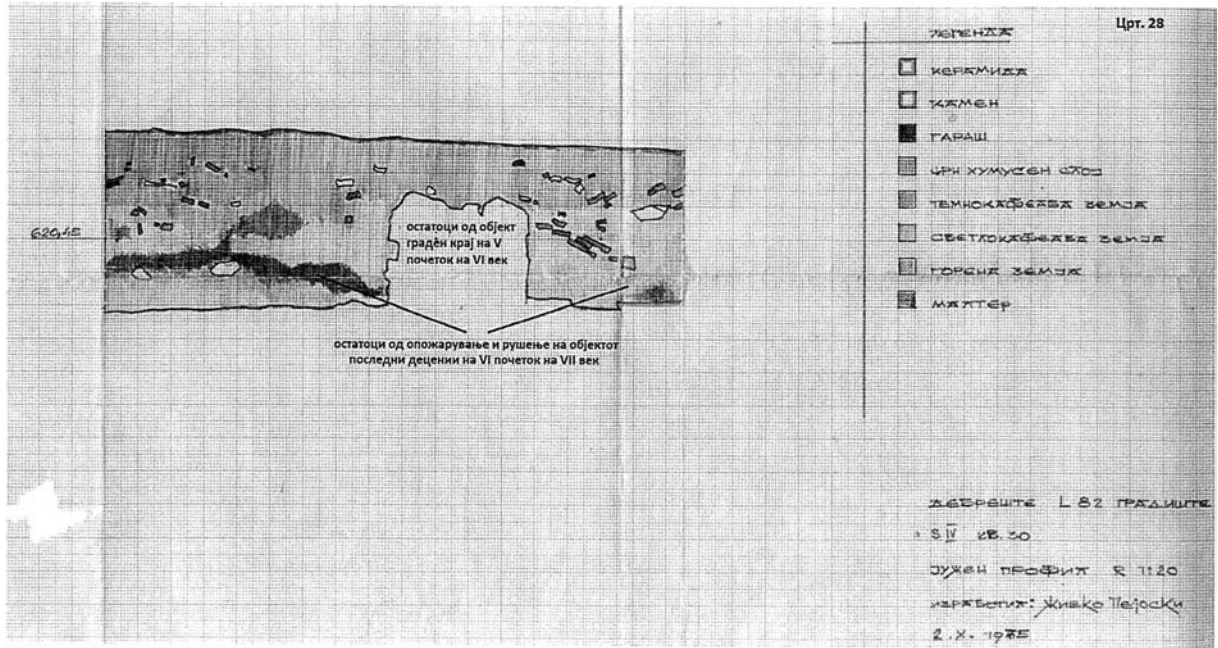 Црт. 28
ЛЕГЕНДА
КЕРАМИДА
КАМЕН
ГАРАШ
ЦРН ХУМУСЕН СЛОЈ
ТЕМНОКАФЕАВА ЗЕМЈА
СВЕТЛОКАФЕАВА ЗЕМЈА
ГОРЕНА ЗЕМЈА
МАЛТЕР
620,45
остатоци од објект
граден крај на V
почеток на VI век
остатоци од опожарување и рушење на објектот
последни децении на VI почеток на VII век
ДЕБРЕШТЕ L 82 ГРАДИШТЕ
S IV КВ. 30
ЈУЖЕН ПРОФИЛ R 1:20
ИЗРАБОТИЛ: Живко Пејоски
2. X.